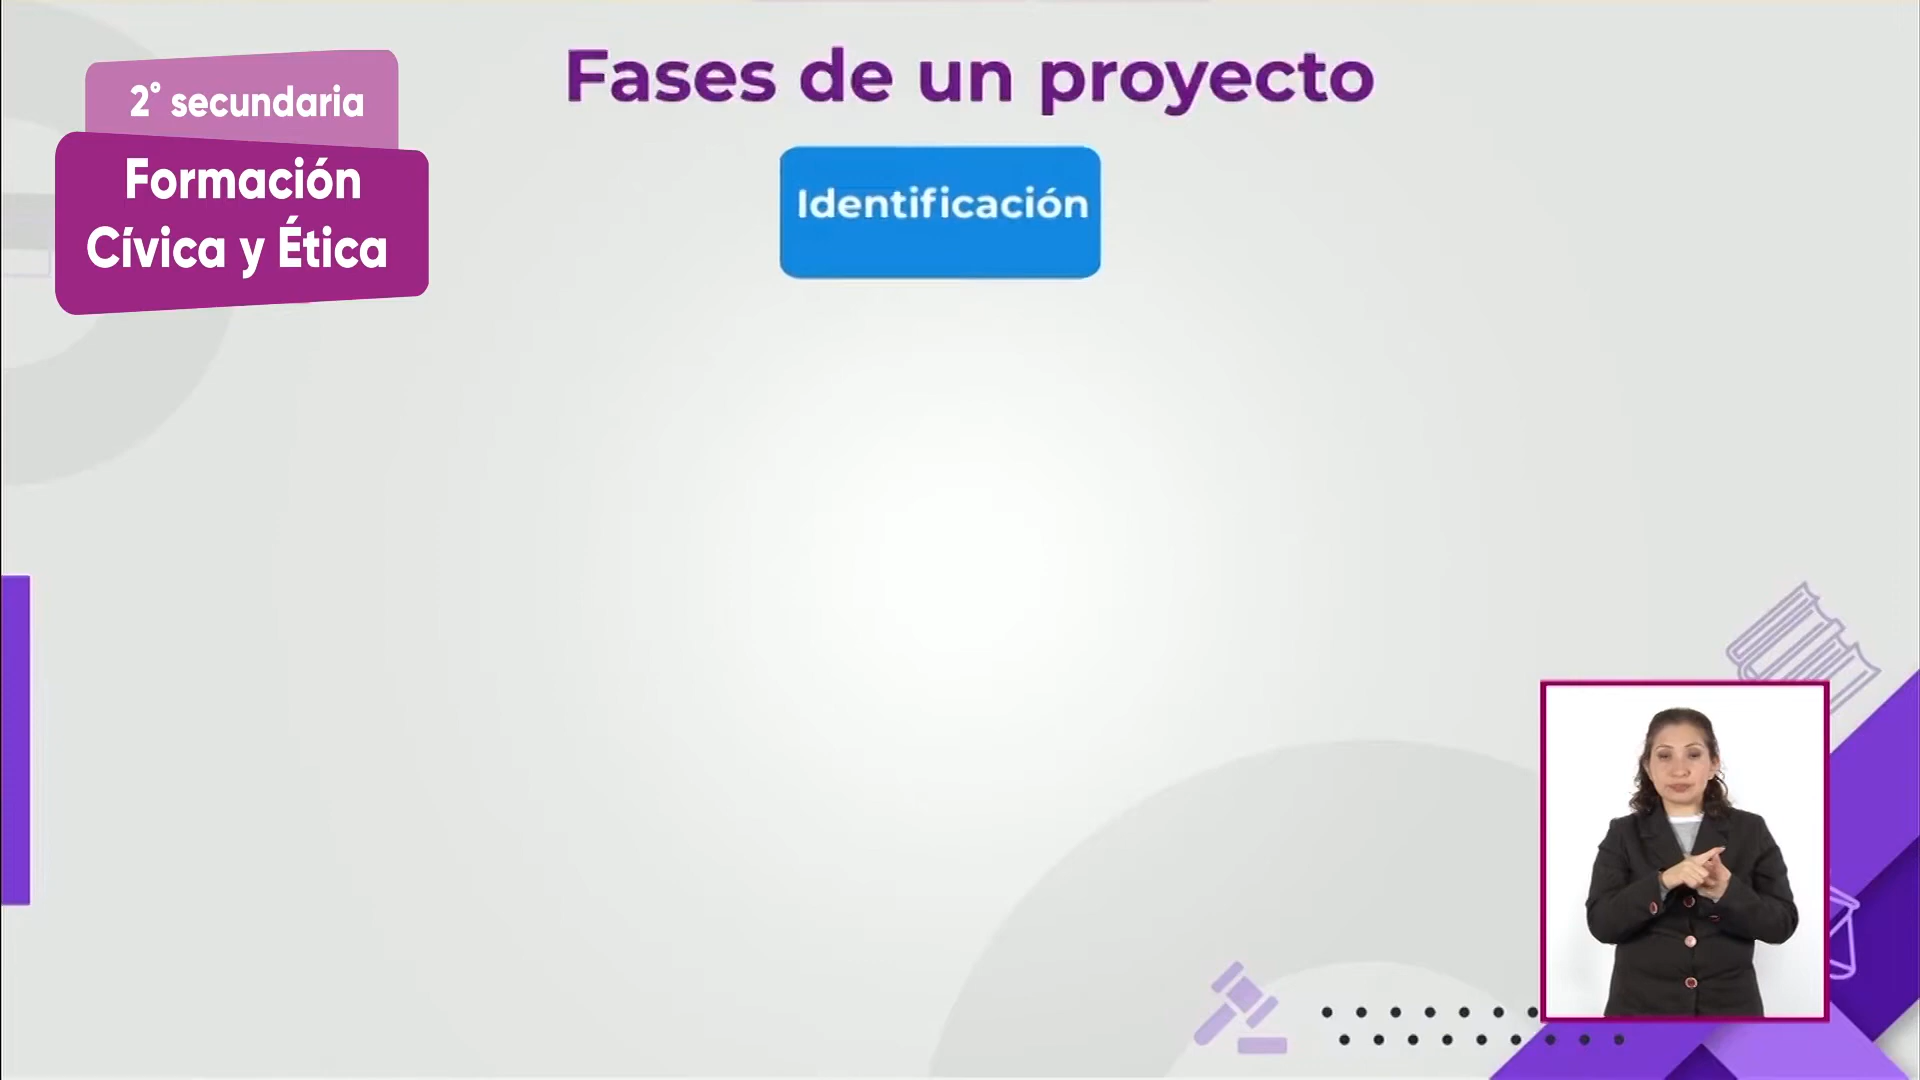 2° secundaria
Formación
Cívica y Ética
Fases de un proyecto
Identificación